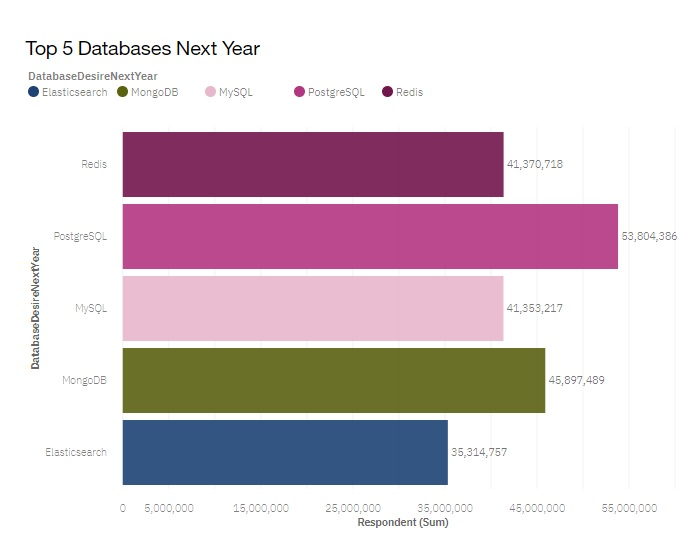 Top 5 Databases Next Year
DatabaseDesireNextYear
Elasticsearch MongoDB MySQL PostgreSQL Redis
Redis 41,370,718
PostgreSQL 53,804,386
MySQL 41,353,217
MongoDB 45,897,489
Elasticsearch 35,314,757
DatabaseDesireNextYear
0 5,000,000 15,000,000 25,000,000 35,000,000 45,000,000 55,000,000
Respondent (Sum)